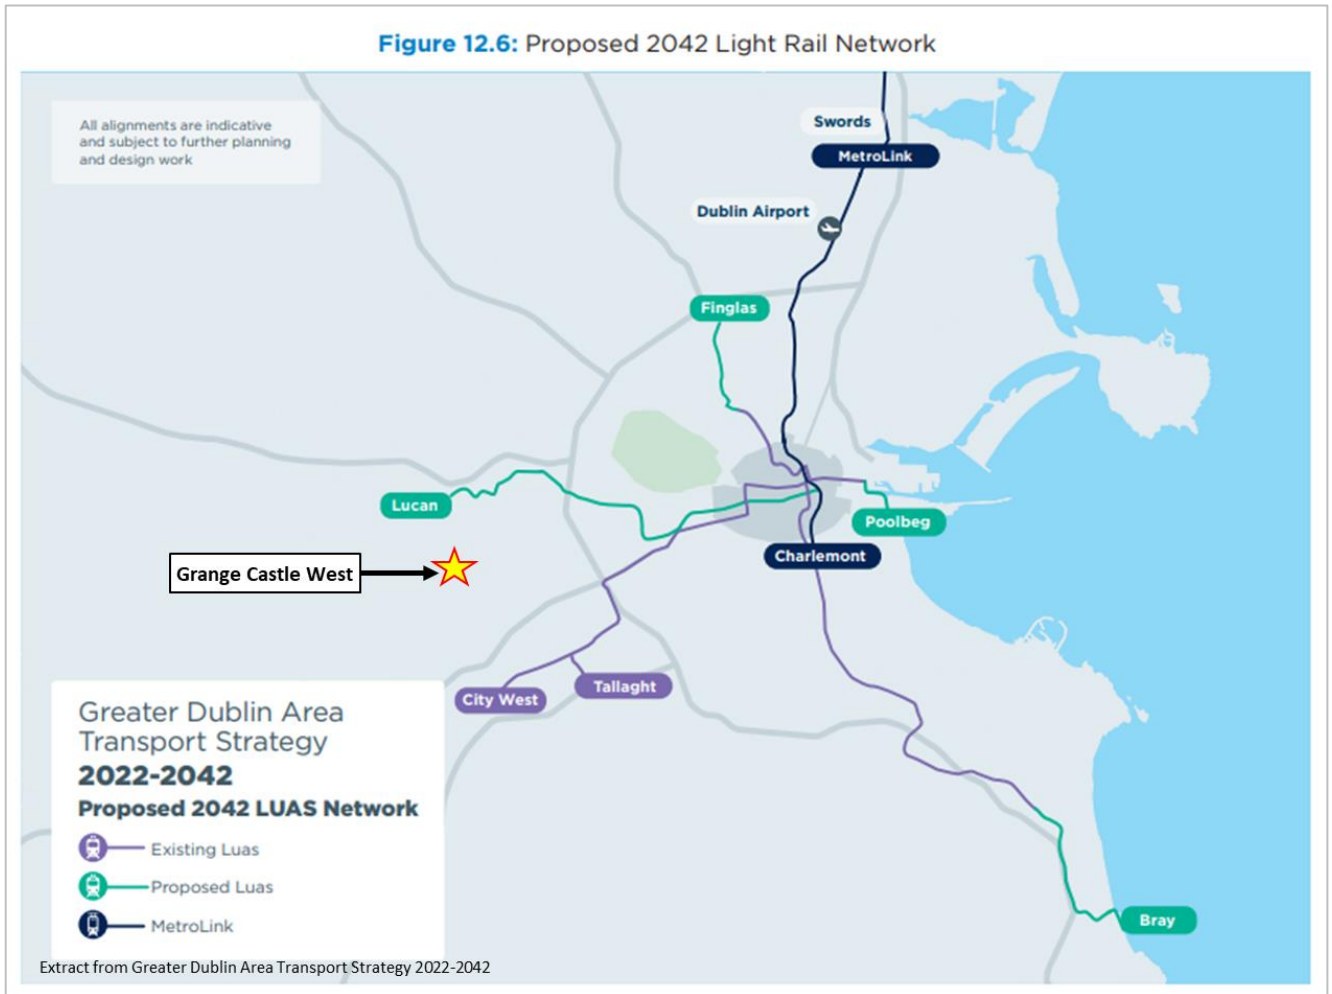 Figure 12.6: Proposed 2042 Light Rail Network
All alignments are indicative
and subject to further planning
and design work
Swords
MetroLink
Dublin Airport
Finglas
Lucan
Poolbeg
Charlemont
Grange Castle West
Tallaght
City West
Greater Dublin Area
Transport Strategy
2022-2042
Proposed 2042 LUAS Network
Existing Luas
Proposed Luas
MetroLink
Bray
Extract from Greater Dublin Area Transport Strategy 2022-2042